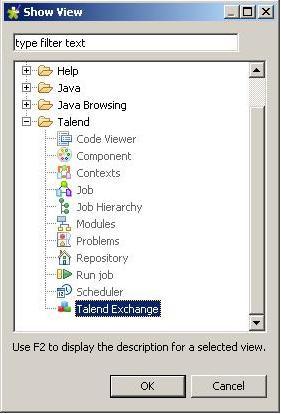 Show View
type filter text
Help
Java
Java Browsing
Talend
Code Viewer
Component
Contexts
Job
Job Hierarchy
Modules
Problems
Repository
Run job
Scheduler
Talend Exchange
Use F2 to display the description for a selected view.
OK Cancel